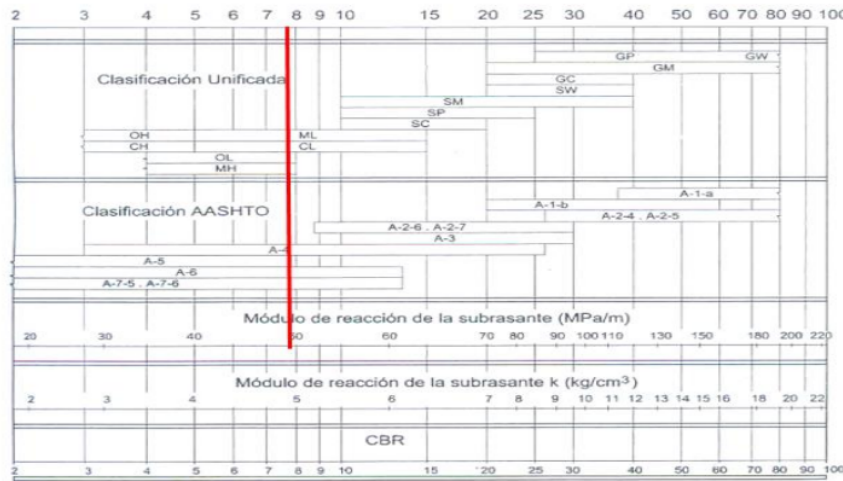 2 3 4 5 6 7 8 9 10 15 20 25 30 40 50 60 70 80 90 100
GP GW
Clasificación Unificada GM
GC
SW
SM
SP
SC
OH ML
CH CL
OL
MH
A-1-a
Clasificación AASHTO A-1-b
A-2-4 . A-2-5
A-2-6 . A-2-7
A-3
A-4
A-5
A-6
A-7-5 . A-7-6
Módulo de reacción de la subrasante (MPa/m)
20 30 40 50 60 70 80 90 100 110 130 150 180 200 220
Módulo de reacción de la subrasante k (kg/cm³)
2 3 4 5 6 7 8 9 10 11 12 13 14 15 16 18 20 22
CBR
2 3 4 5 6 7 8 9 10 15 20 25 30 40 50 60 70 80 90 100